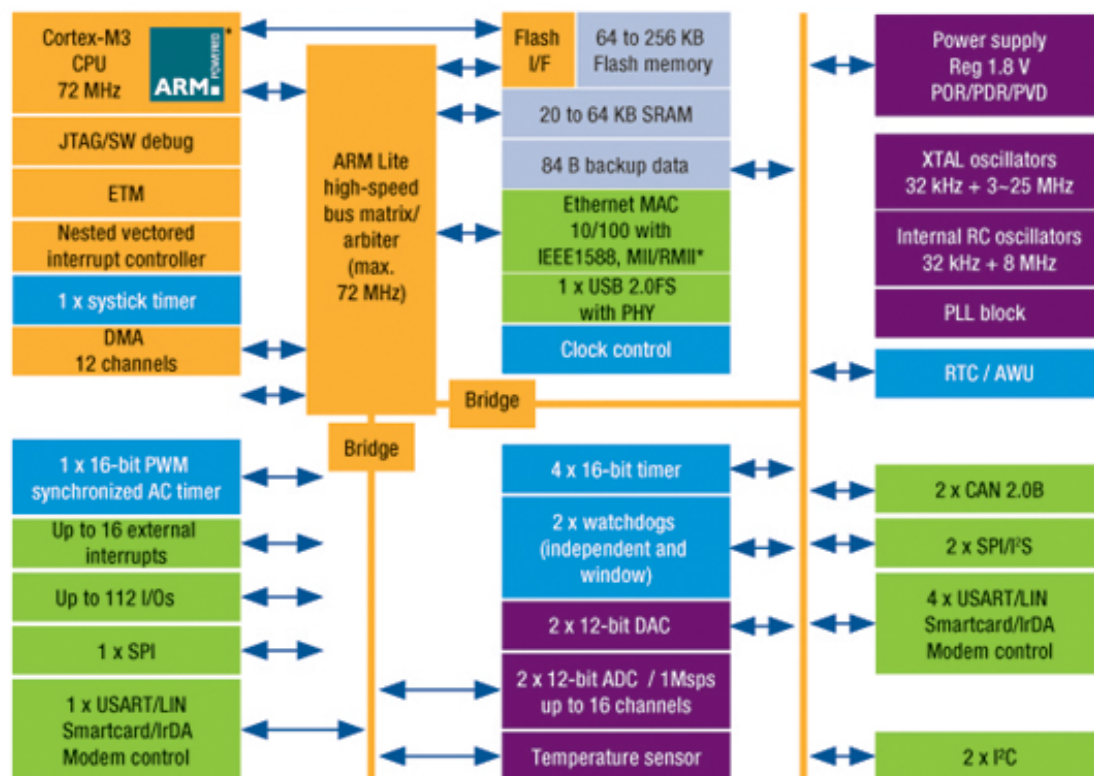 Cortex-M3
CPU
72 MHz
ARM POWERED
*
JTAG/SW debug
ETM
Nested vectored
interrupt controller
1 x systick timer
DMA
12 channels
ARM Lite
high-speed
bus matrix/
arbiter
(max.
72 MHz)
Flash
I/F
64 to 256 KB
Flash memory
20 to 64 KB SRAM
84 B backup data
Ethernet MAC
10/100 with
IEEE1588, MII/RMII*
1 x USB 2.0FS
with PHY
Clock control
Power supply
Reg 1.8 V
POR/PDR/PVD
XTAL oscillators
32 kHz + 3~25 MHz
Internal RC oscillators
32 kHz + 8 MHz
PLL block
RTC / AWU
Bridge
Bridge
1 x 16-bit PWM
synchronized AC timer
Up to 16 external
interrupts
Up to 112 I/Os
1 x SPI
1 x USART/LIN
Smartcard/IrDA
Modem control
4 x 16-bit timer
2 x watchdogs
(independent and
window)
2 x 12-bit DAC
2 x 12-bit ADC / 1Msps
up to 16 channels
Temperature sensor
2 x CAN 2.0B
2 x SPI/I²S
4 x USART/LIN
Smartcard/IrDA
Modem control
2 x I²C